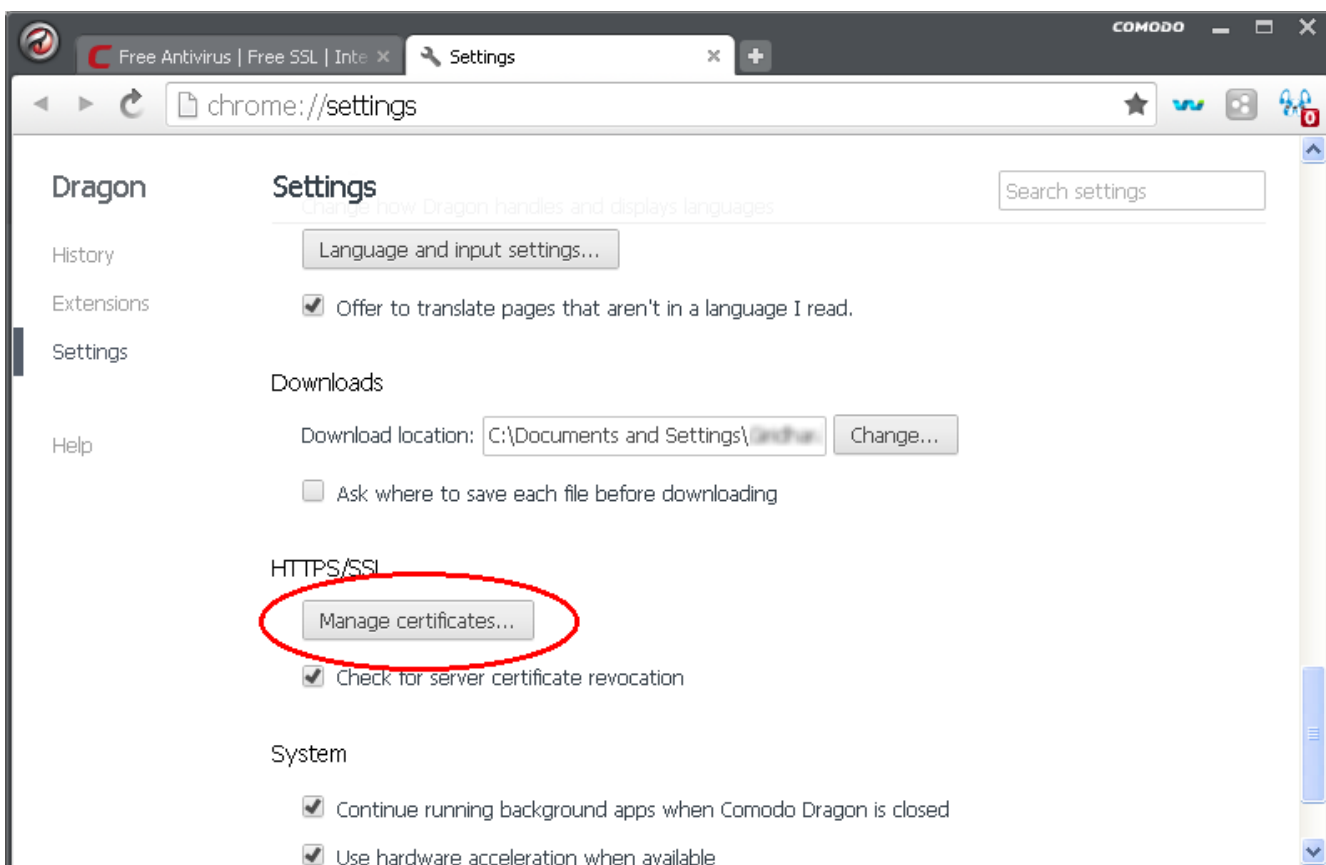 COMODO
Free Antivirus | Free SSL | Inte
Settings
chrome://settings
0
Dragon
Settings
Search settings
Change how Dragon handles and displays languages
History
Language and input settings...
Extensions
Offer to translate pages that aren't in a language I read.
Settings
Downloads
Help
Download location: C:\Documents and Settings\ Change...
Ask where to save each file before downloading
HTTPS/SSL
Manage certificates...
Check for server certificate revocation
System
Continue running background apps when Comodo Dragon is closed
Use hardware acceleration when available